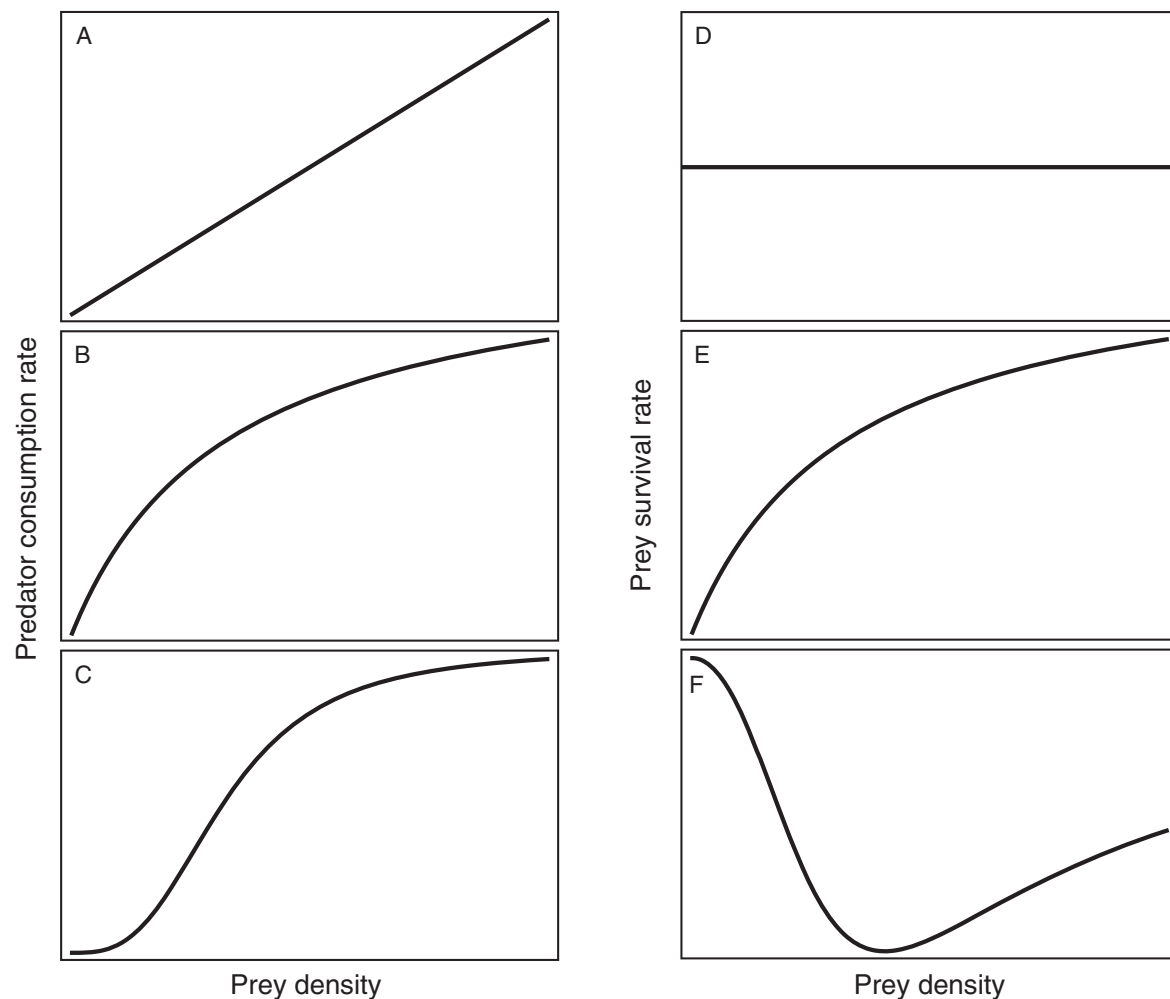 A
D
Predator consumption rate
B
Prey survival rate
E
C
F
Prey density
Prey density